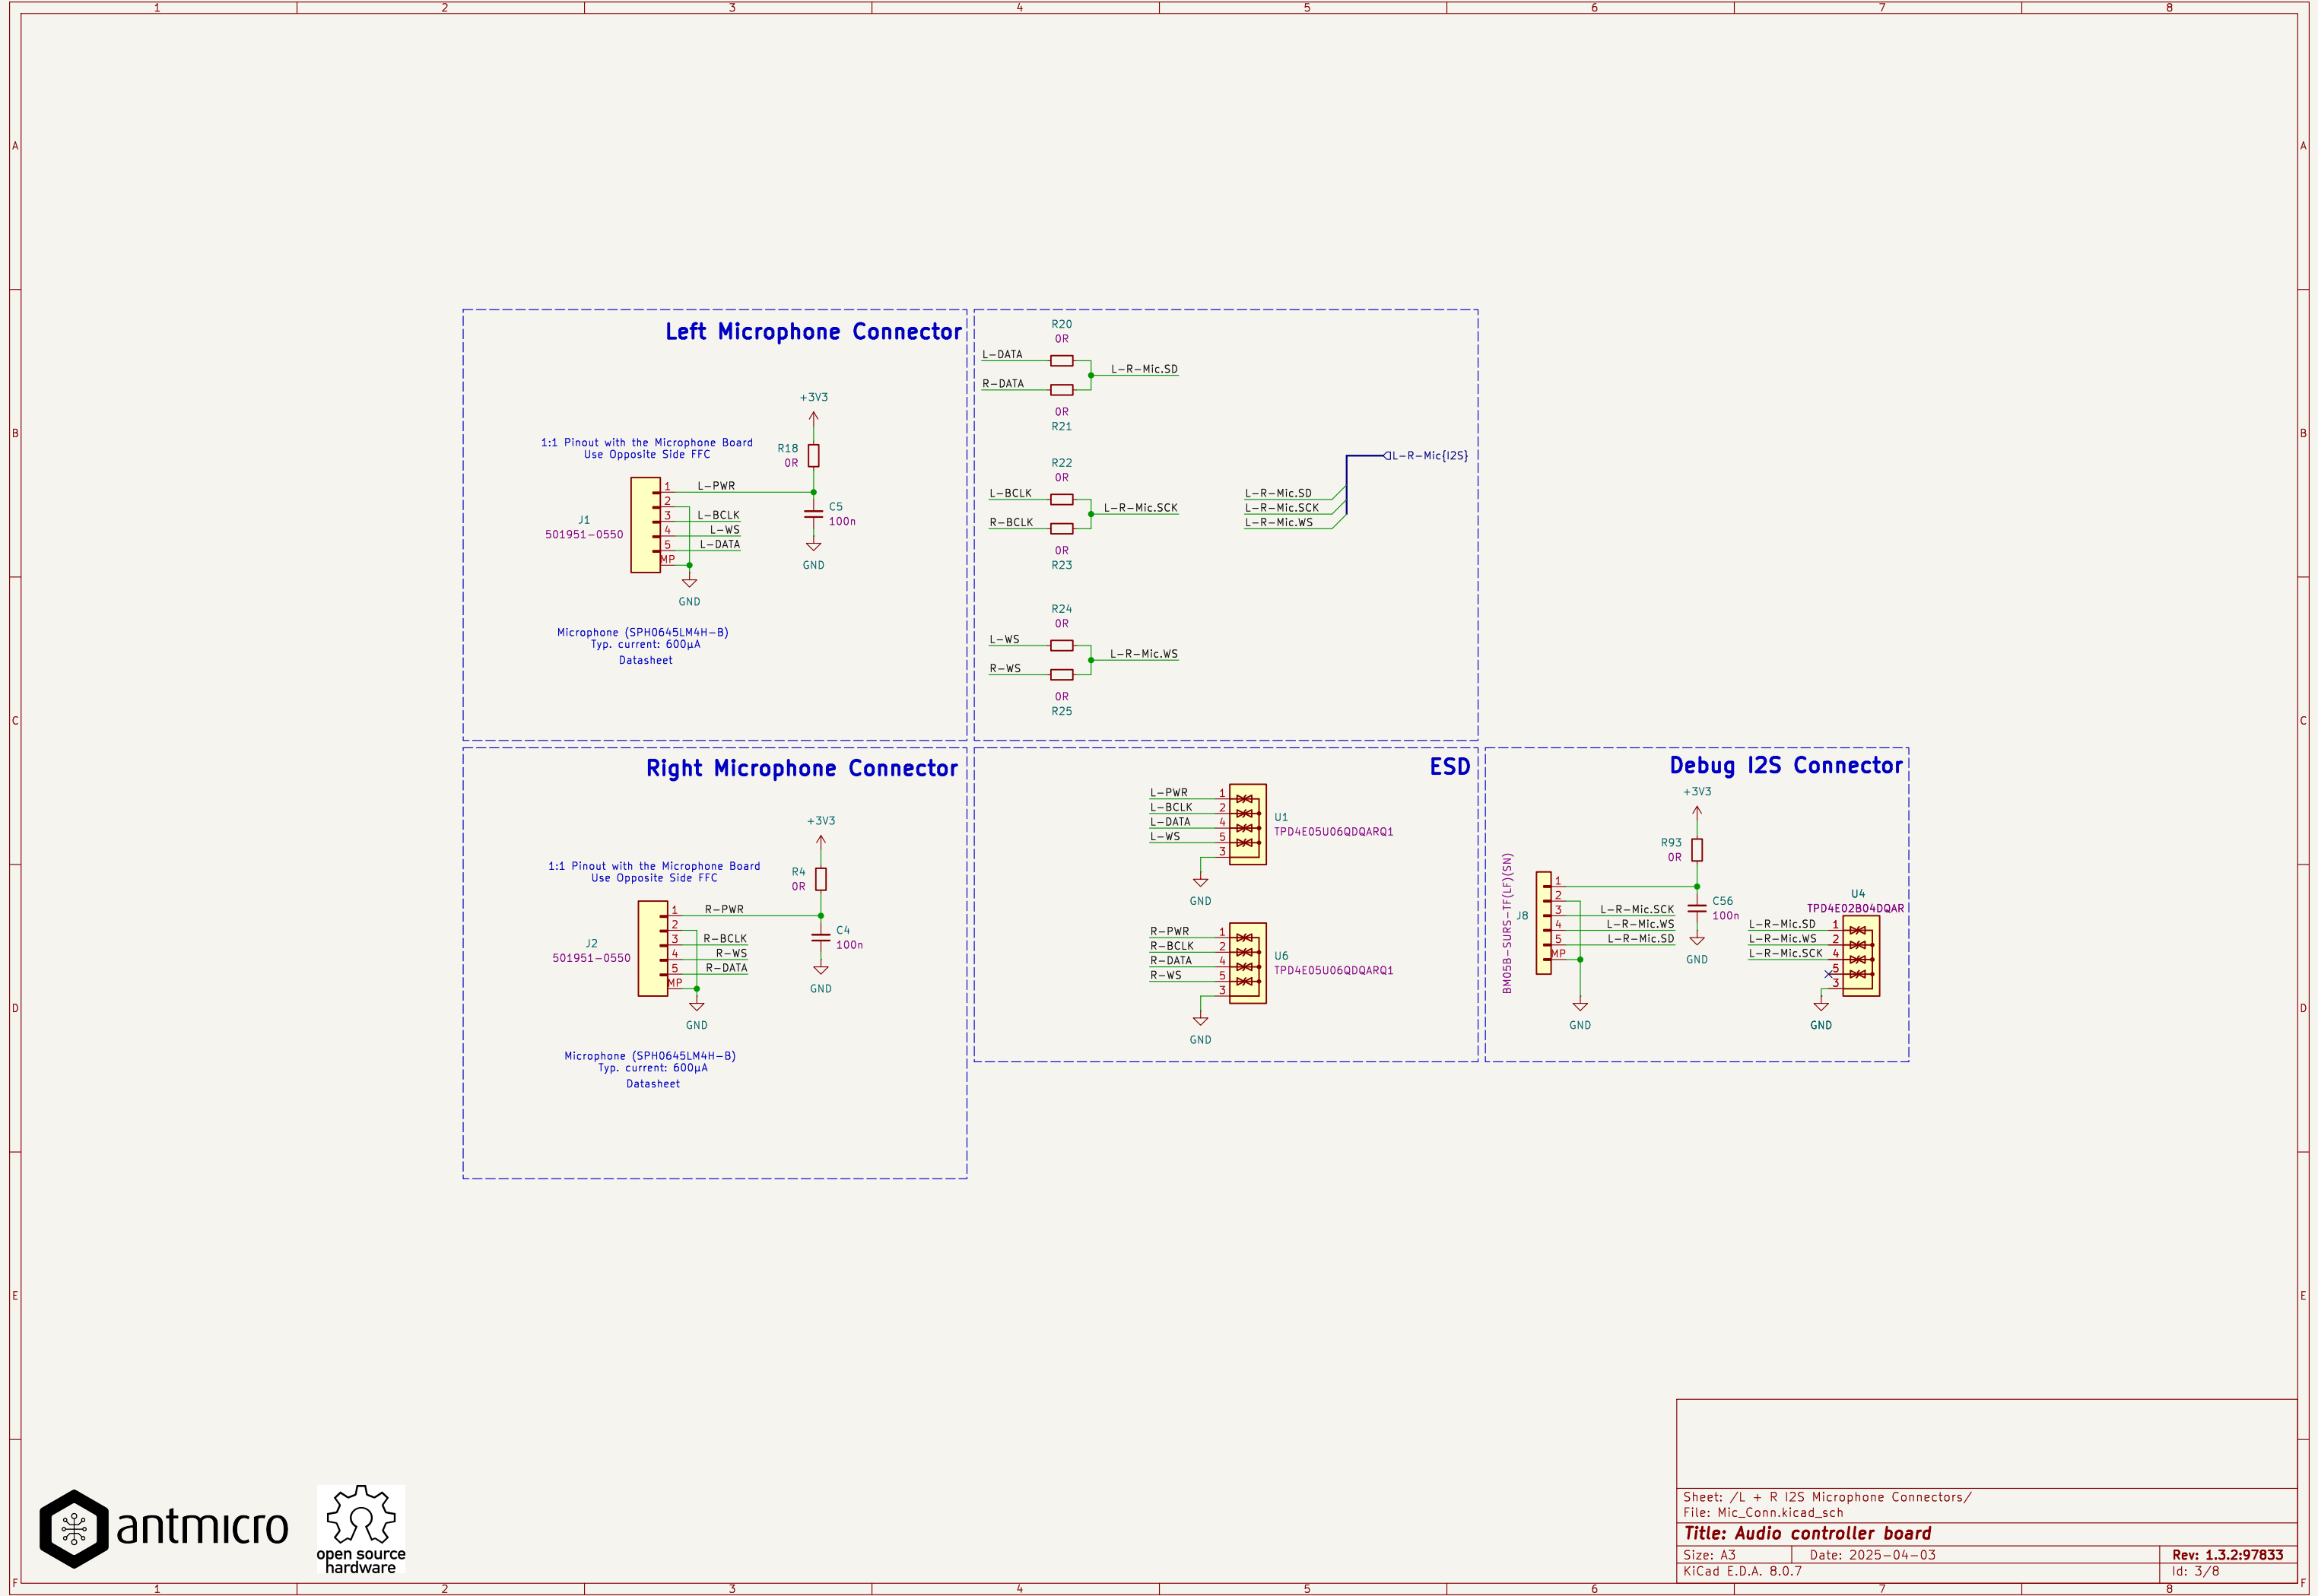 1 2 3 4 5 6 7 8
A
B
C
D
E
F
Left Microphone Connector
+3V3
R18
0R
1:1 Pinout with the Microphone Board
Use Opposite Side FFC
J1
501951-0550
1 L-PWR
2
3 L-BCLK
4 L-WS
5 L-DATA
MP
C5
100n
GND
GND
Microphone (SPH0645LM4H-B)
Typ. current: 600µA
Datasheet
R20
0R
L-DATA
R-DATA
L-R-Mic.SD
0R
R21
R22
0R
L-BCLK
R-BCLK
L-R-Mic.SCK
0R
R23
R24
0R
L-WS
R-WS
L-R-Mic.WS
0R
R25
L-R-Mic{I2S}
L-R-Mic.SD
L-R-Mic.SCK
L-R-Mic.WS
Right Microphone Connector
+3V3
R4
0R
1:1 Pinout with the Microphone Board
Use Opposite Side FFC
J2
501951-0550
1 R-PWR
2
3 R-BCLK
4 R-WS
5 R-DATA
MP
C4
100n
GND
GND
Microphone (SPH0645LM4H-B)
Typ. current: 600µA
Datasheet
ESD
L-PWR 1
L-BCLK 2
L-DATA 4
L-WS 5
3
U1
TPD4E05U06QDQARQ1
GND
R-PWR 1
R-BCLK 2
R-DATA 4
R-WS 5
3
U6
TPD4E05U06QDQARQ1
GND
Debug I2S Connector
+3V3
R93
0R
BM05B-SURS-TF(LF)(SN)
J8
1
2
3 L-R-Mic.SCK
4 L-R-Mic.WS
5 L-R-Mic.SD
MP
C56
100n
GND
GND
U4
TPD4E02B04DQAR
L-R-Mic.SD 1
L-R-Mic.WS 2
L-R-Mic.SCK 4
5
3
GND
antmicro
open source
hardware
Sheet: /L + R I2S Microphone Connectors/
File: Mic_Conn.kicad_sch
Title: Audio controller board
Size: A3 Date: 2025-04-03 Rev: 1.3.2:97833
KiCad E.D.A. 8.0.7 Id: 3/8
A
B
C
D
E
F
1 2 3 4 5 6 7 8